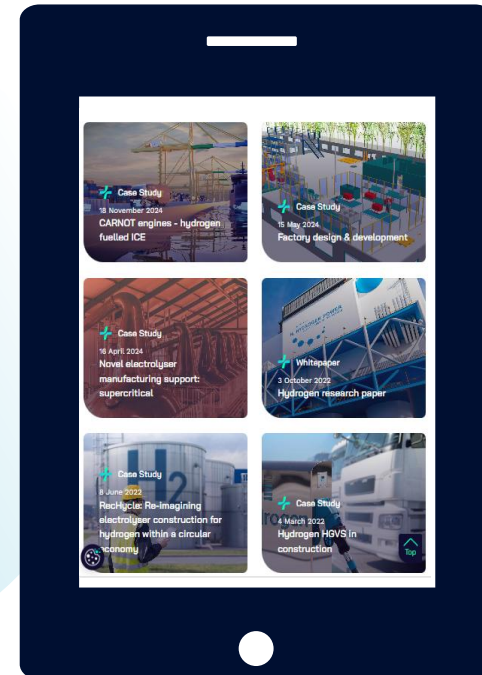 Case Study
18 November 2024
CARNOT engines - hydrogen
fuelled ICE
Case Study
15 May 2024
Factory design & development
Case Study
16 April 2024
Novel electrolyser
manufacturing support:
supercritical
HYDROGEN POWER
Whitepaper
3 October 2022
Hydrogen research paper
H2
Case Study
8 June 2022
RecHycle: Re-imagining
electrolyser construction for
hydrogen within a circular
economy
Case Study
4 March 2022
Hydrogen HGVS in
construction
Top